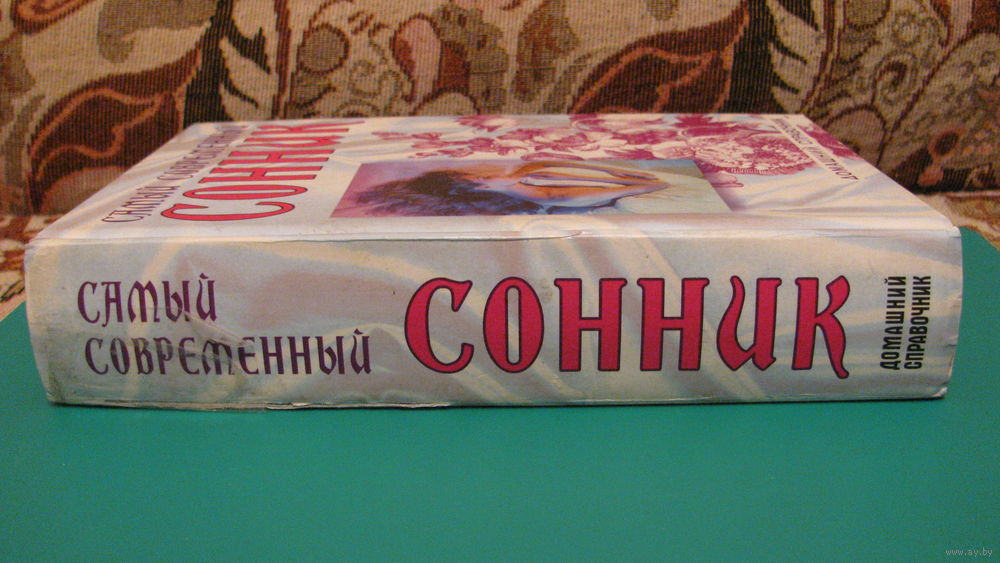 САМЫЙ СОВРЕМЕННЫЙ
СОННИК
САМЫЙ
СОВРЕМЕННЫЙ
СОННИК
ДОМАШНИЙ
СПРАВОЧНИК
www.ay.by